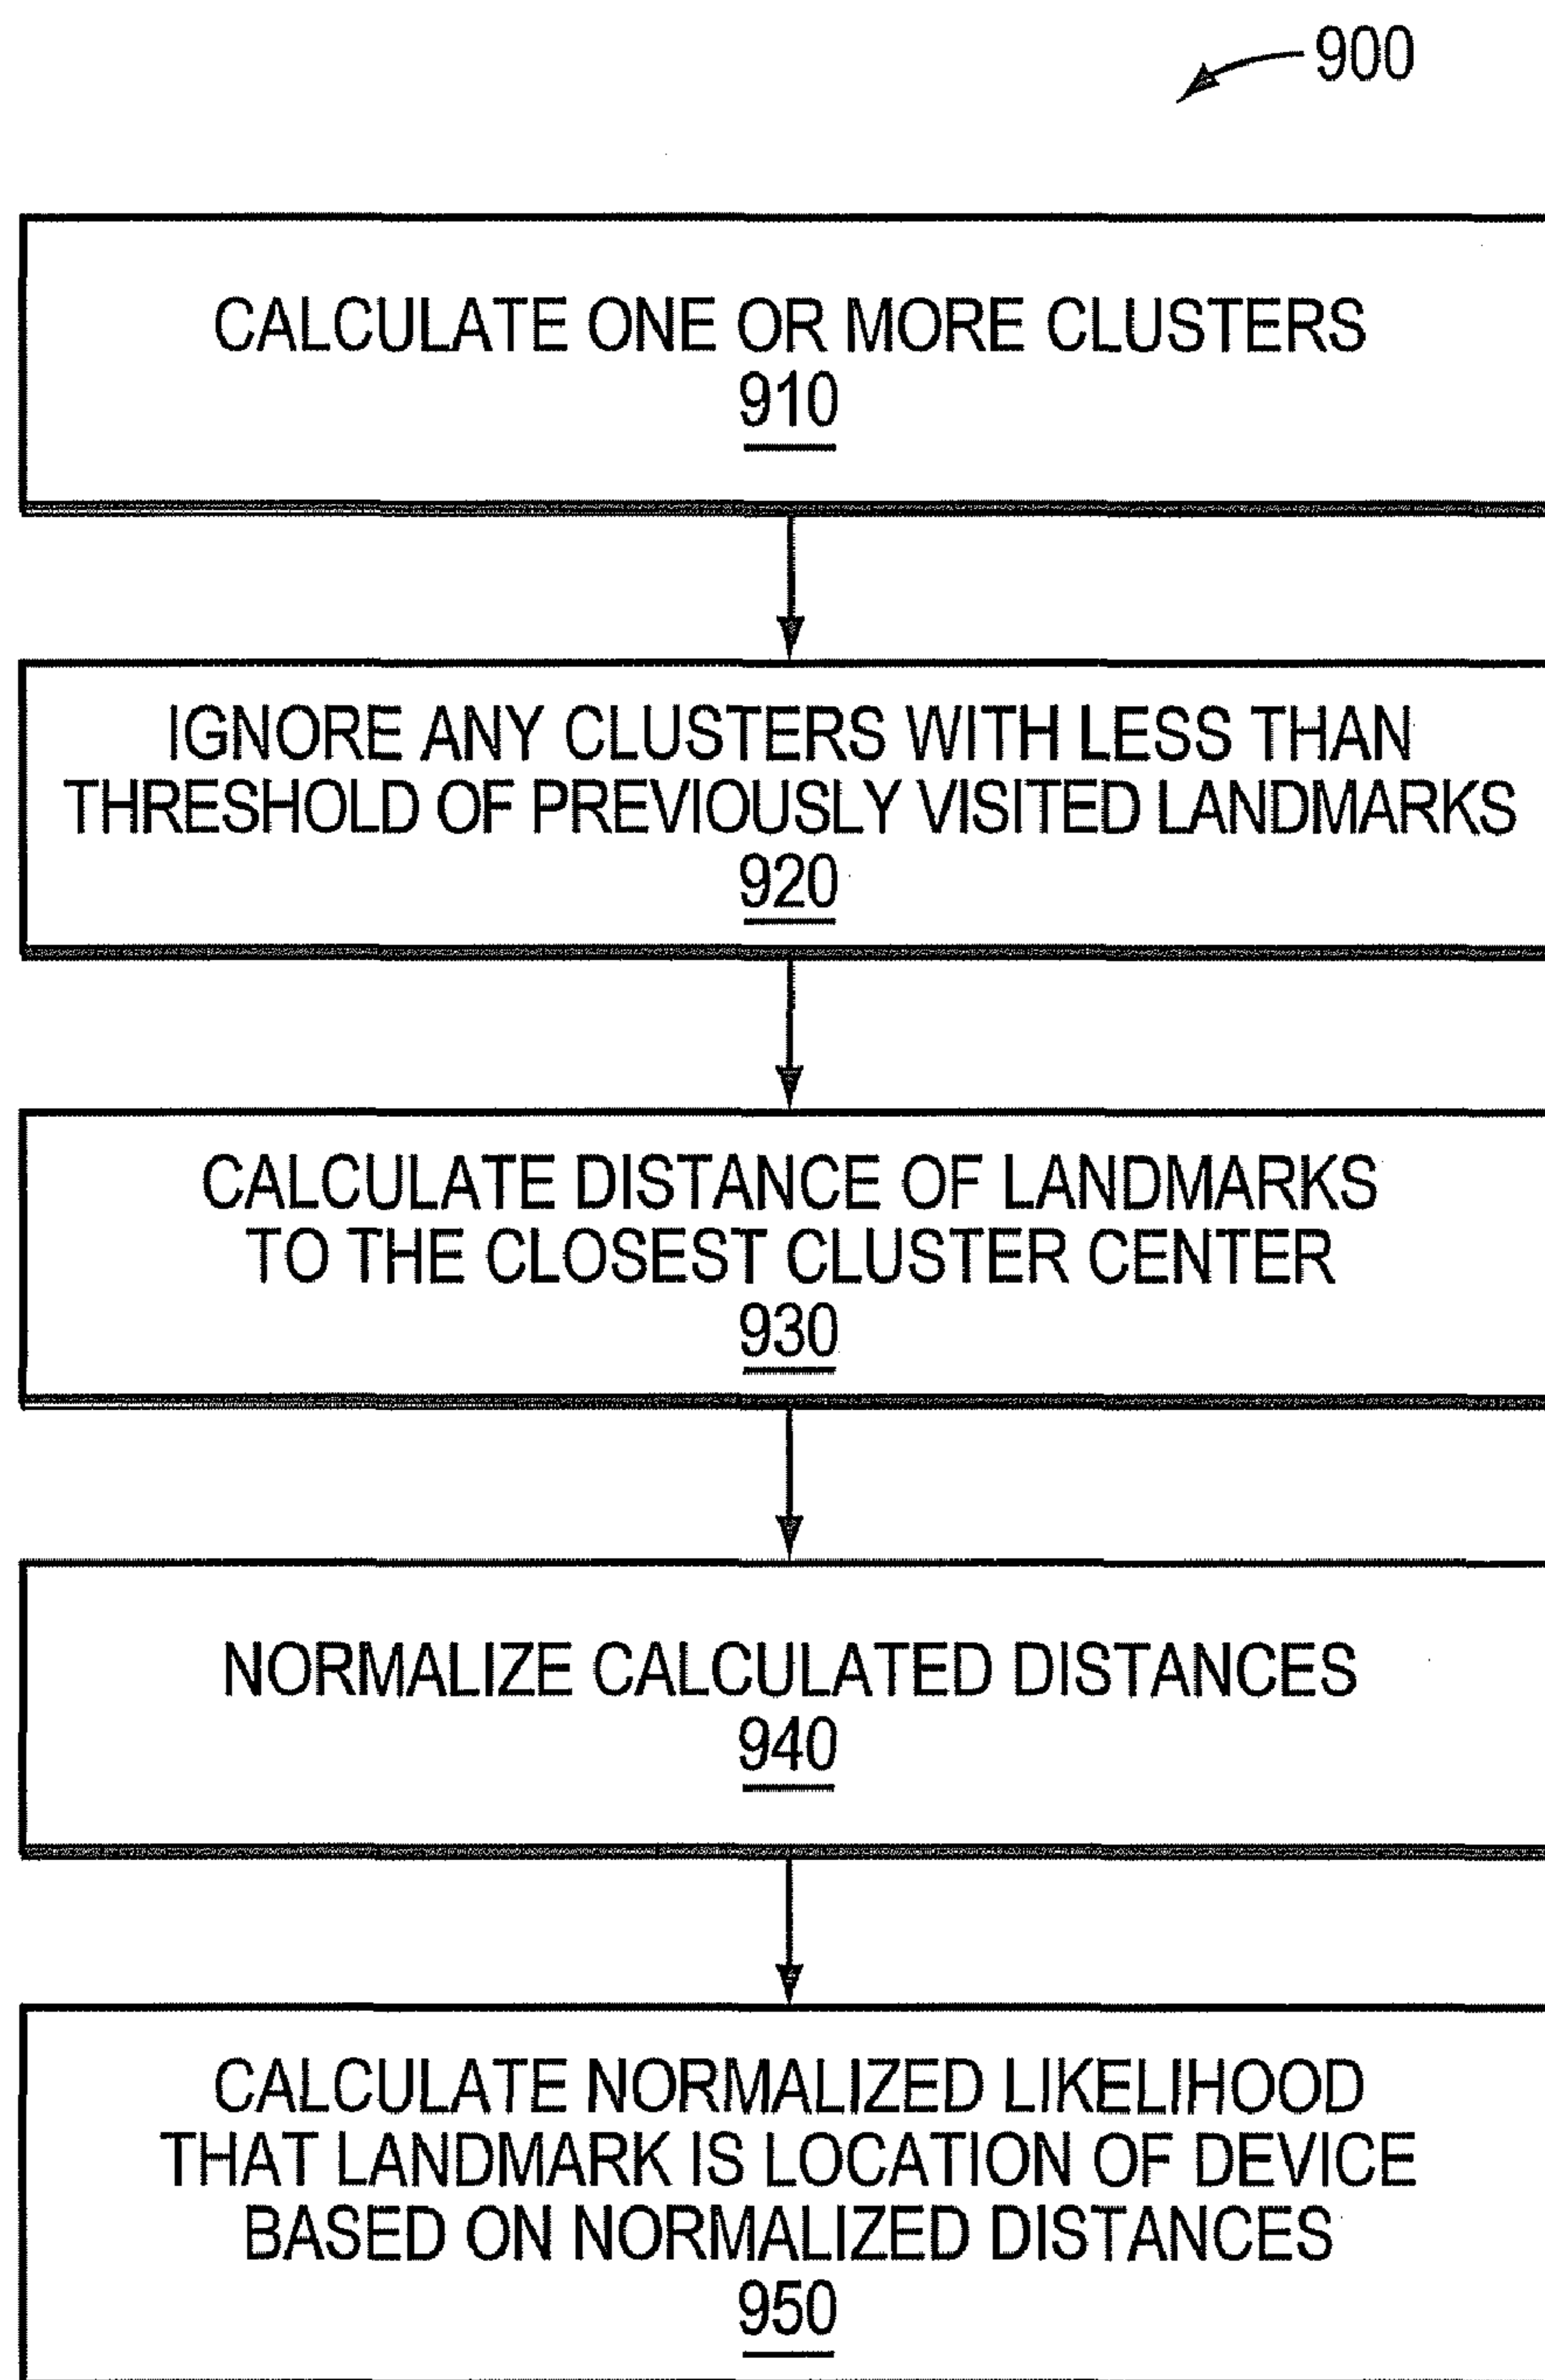 900
CALCULATE ONE OR MORE CLUSTERS
910
IGNORE ANY CLUSTERS WITH LESS THAN
THRESHOLD OF PREVIOUSLY VISITED LANDMARKS
920
CALCULATE DISTANCE OF LANDMARKS
TO THE CLOSEST CLUSTER CENTER
930
NORMALIZE CALCULATED DISTANCES
940
CALCULATE NORMALIZED LIKELIHOOD
THAT LANDMARK IS LOCATION OF DEVICE
BASED ON NORMALIZED DISTANCES
950